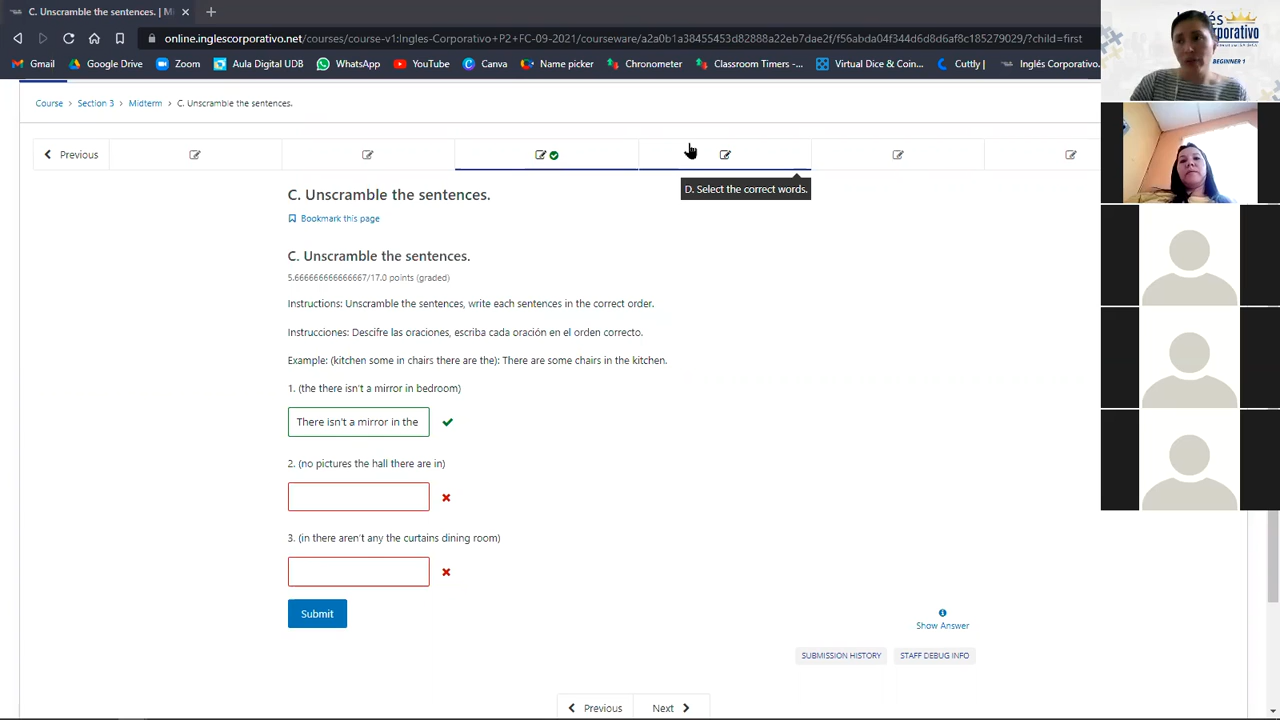 C. Unscramble the sentences. | Mi
online.inglescorporativo.net/courses/course-v1:Ingles-Corporativo+P2+FC-05+2021/courseware/a2a0b1a38455453d82888a22eb7dae2f/f56abda04f344d6d8d6af8c185279029/?child=first
Gmail Google Drive Zoom Aula Digital UDB WhatsApp YouTube Canva Name picker Chronometer Classroom Timers -... Virtual Dice & Coin... Cuttly | Inglés Corporativo.
BEGINNER 1
Course > Section 3 > Midterm > C. Unscramble the sentences.
Previous
D. Select the correct words.
C. Unscramble the sentences.
Bookmark this page
C. Unscramble the sentences.
5.666666666666667/17.0 points (graded)
Instructions: Unscramble the sentences, write each sentences in the correct order.
Instrucciones: Descifre las oraciones, escriba cada oración en el orden correcto.
Example: (kitchen some in chairs there are the): There are some chairs in the kitchen.
1. (the there isn't a mirror in bedroom)
There isn't a mirror in the
2. (no pictures the hall there are in)
3. (in there aren't any the curtains dining room)
Submit
Show Answer
SUBMISSION HISTORY STAFF DEBUG INFO
Previous Next